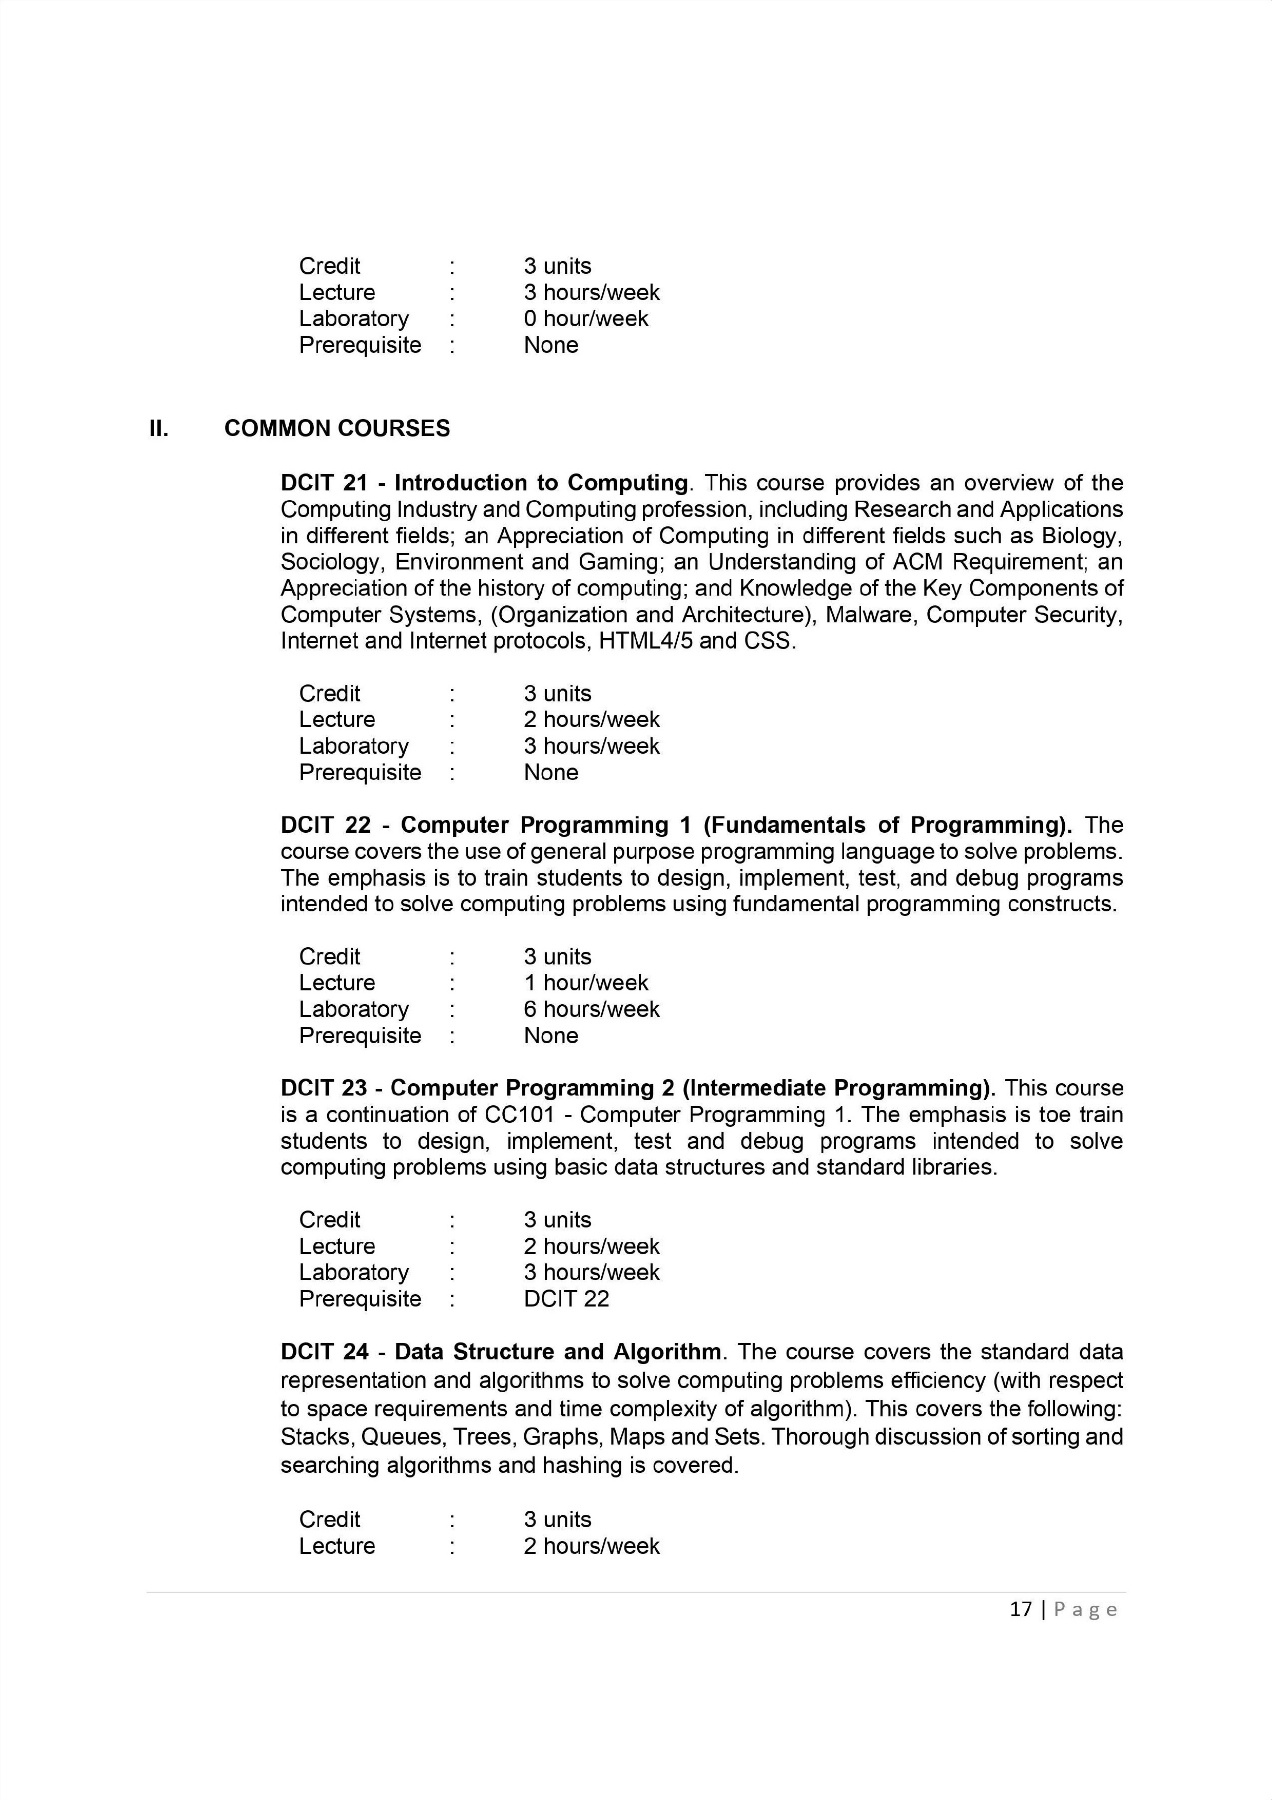 Credit : 3 units
Lecture : 3 hours/week
Laboratory : 0 hour/week
Prerequisite : None
II. COMMON COURSES
DCIT 21 - Introduction to Computing. This course provides an overview of the
Computing Industry and Computing profession, including Research and Applications
in different fields; an Appreciation of Computing in different fields such as Biology,
Sociology, Environment and Gaming; an Understanding of ACM Requirement; an
Appreciation of the history of computing; and Knowledge of the Key Components of
Computer Systems, (Organization and Architecture), Malware, Computer Security,
Internet and Internet protocols, HTML4/5 and CSS.
Credit : 3 units
Lecture : 2 hours/week
Laboratory : 3 hours/week
Prerequisite : None
DCIT 22 - Computer Programming 1 (Fundamentals of Programming). The
course covers the use of general purpose programming language to solve problems.
The emphasis is to train students to design, implement, test, and debug programs
intended to solve computing problems using fundamental programming constructs.
Credit : 3 units
Lecture : 1 hour/week
Laboratory : 6 hours/week
Prerequisite : None
DCIT 23 - Computer Programming 2 (Intermediate Programming). This course
is a continuation of CC101 - Computer Programming 1. The emphasis is toe train
students to design, implement, test and debug programs intended to solve
computing problems using basic data structures and standard libraries.
Credit : 3 units
Lecture : 2 hours/week
Laboratory : 3 hours/week
Prerequisite : DCIT 22
DCIT 24 - Data Structure and Algorithm. The course covers the standard data
representation and algorithms to solve computing problems efficiency (with respect
to space requirements and time complexity of algorithm). This covers the following:
Stacks, Queues, Trees, Graphs, Maps and Sets. Thorough discussion of sorting and
searching algorithms and hashing is covered.
Credit : 3 units
Lecture : 2 hours/week
17 | Page